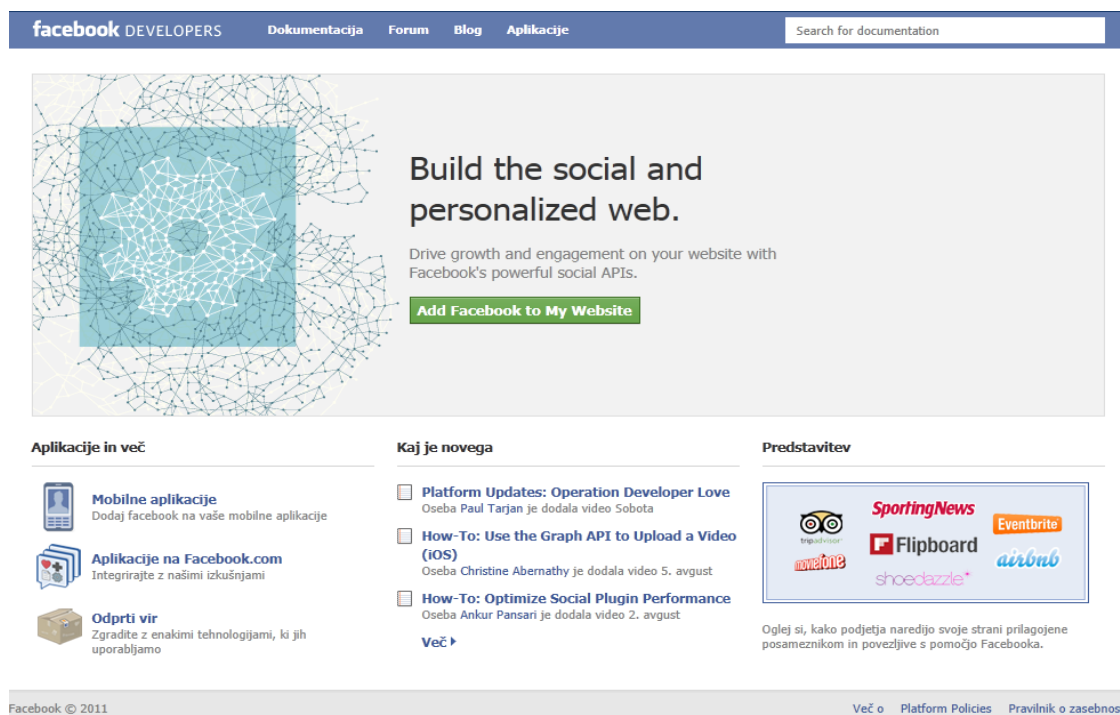 facebook DEVELOPERS Dokumentacija Forum Blog Aplikacije Search for documentation
Build the social and
personalized web.
Drive growth and engagement on your website with
Facebook's powerful social APIs.
Add Facebook to My Website
Aplikacije in več
Mobilne aplikacije
Dodaj facebook na vaše mobilne aplikacije
Aplikacije na Facebook.com
Integrirajte z našimi izkušnjami
Odprti vir
Zgradite z enakimi tehnologijami, ki jih
uporabljamo
Kaj je novega
Platform Updates: Operation Developer Love
Oseba Paul Tarjan je dodala video Sobota
How-To: Use the Graph API to Upload a Video
(iOS)
Oseba Christine Abernathy je dodala video 5. avgust
How-To: Optimize Social Plugin Performance
Oseba Ankur Pansari je dodala video 2. avgust
Več
Predstavitev
tripadvisor
SportingNews
Eventbrite
moviefone
Flipboard
airbnb
shoedazzle*
Oglej si, kako podjetja naredijo svoje strani prilagojene
posameznikom in povezljive s pomočjo Facebooka.
Facebook © 2011 Več o Platform Policies Pravilnik o zasebnos